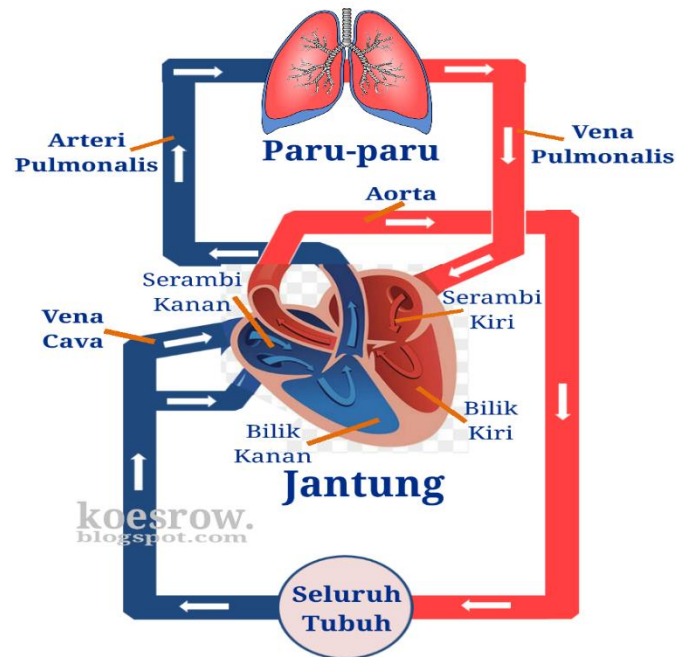 Arteri
Pulmonalis
Paru-paru
Vena
Pulmonalis
Aorta
Serambi
Kanan
Serambi
Kiri
Vena
Cava
Bilik
Kanan
Bilik
Kiri
Jantung
koesrow.
blogspot.com
Seluruh
Tubuh